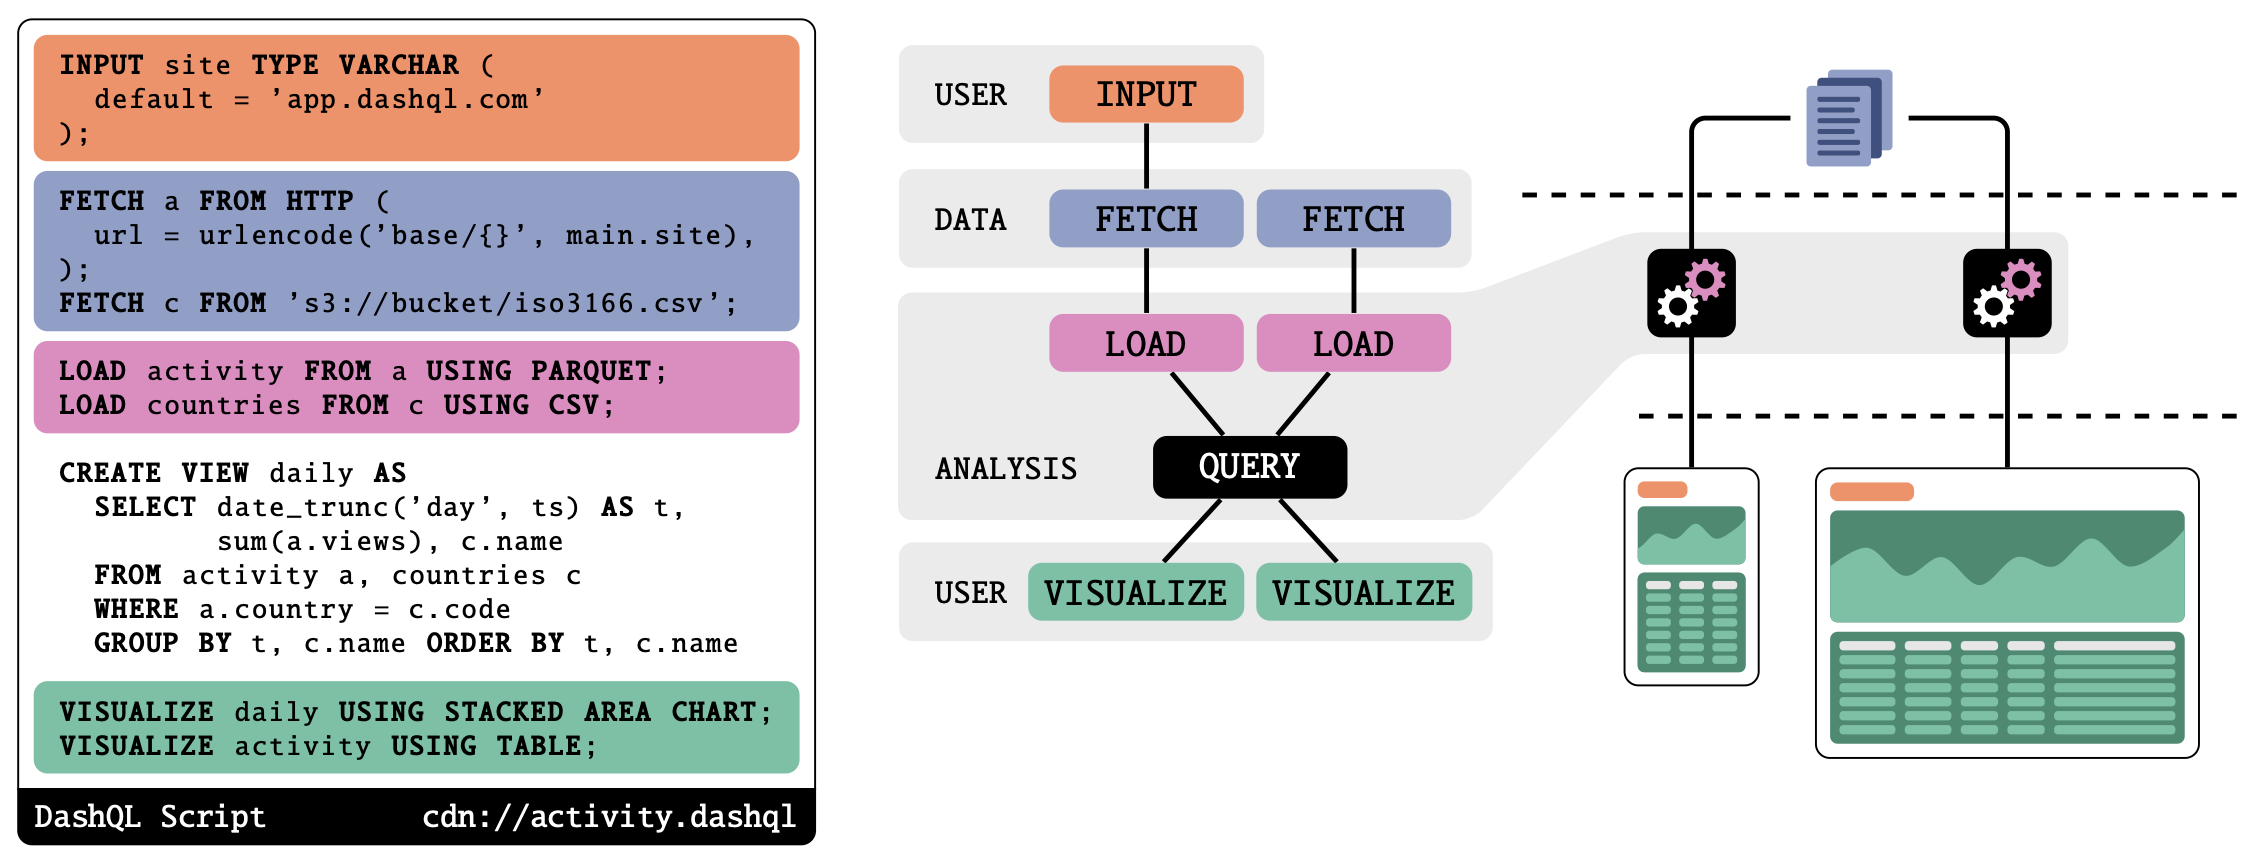 INPUT site TYPE VARCHAR (
default = 'app.dashql.com'
);
FETCH a FROM HTTP (
url = urlencode('base/{}', main.site),
);
FETCH c FROM 's3://bucket/iso3166.csv';
LOAD activity FROM a USING PARQUET;
LOAD countries FROM c USING CSV;
CREATE VIEW daily AS
SELECT date_trunc('day', ts) AS t,
sum(a.views), c.name
FROM activity a, countries c
WHERE a.country = c.code
GROUP BY t, c.name ORDER BY t, c.name
VISUALIZE daily USING STACKED AREA CHART;
VISUALIZE activity USING TABLE;
DashQL Script cdn://activity.dashql
USER INPUT
DATA FETCH FETCH
LOAD LOAD
ANALYSIS QUERY
USER VISUALIZE VISUALIZE